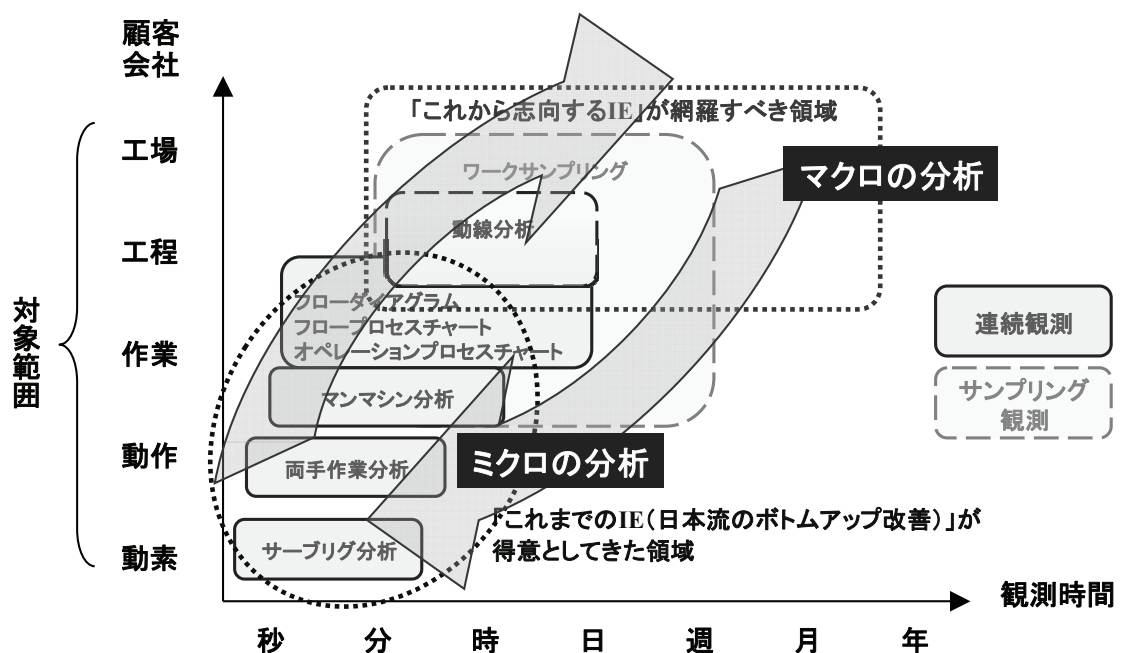 顧客
会社
「これから志向するIE」が網羅すべき領域
工場
ワークサンプリング
マクロの分析
動線分析
工程
対象範囲
フローダイアグラム
フロープロセスチャート
オペレーションプロセスチャート
連続観測
作業
マンマシン分析
サンプリング
観測
動作
両手作業分析
ミクロの分析
「これまでのIE(日本流のボトムアップ改善)」が
得意としてきた領域
動素
サーブリグ分析
観測時間
秒 分 時 日 週 月 年